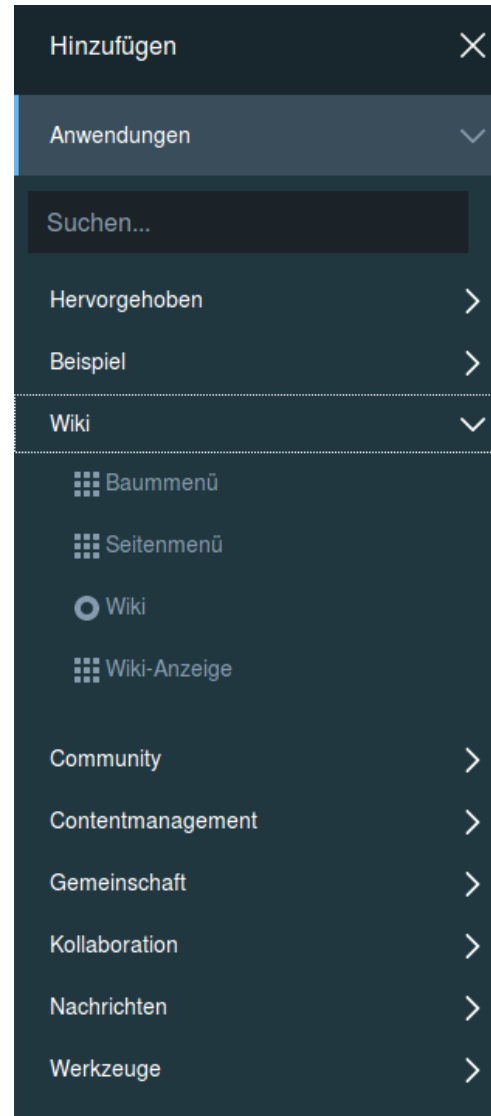 Hinzufügen
Anwendungen
Suchen...
Hervorgehoben
Beispiel
Wiki
Baummenü
Seitenmenü
Wiki
Wiki-Anzeige
Community
Contentmanagement
Gemeinschaft
Kollaboration
Nachrichten
Werkzeuge